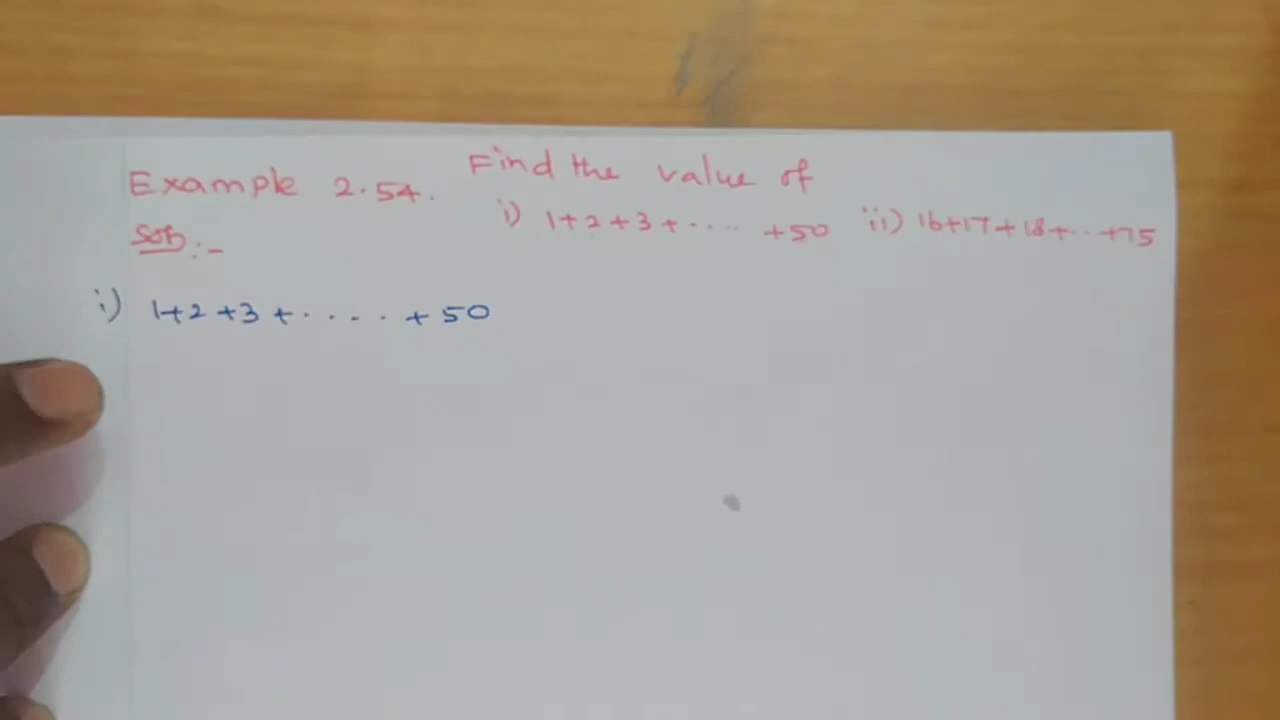 Example 2.54. Find the value of
i) 1+2+3+..... +50 ii) 16+17+18+...+75
Soln:-
i) 1+2+3+.....+50